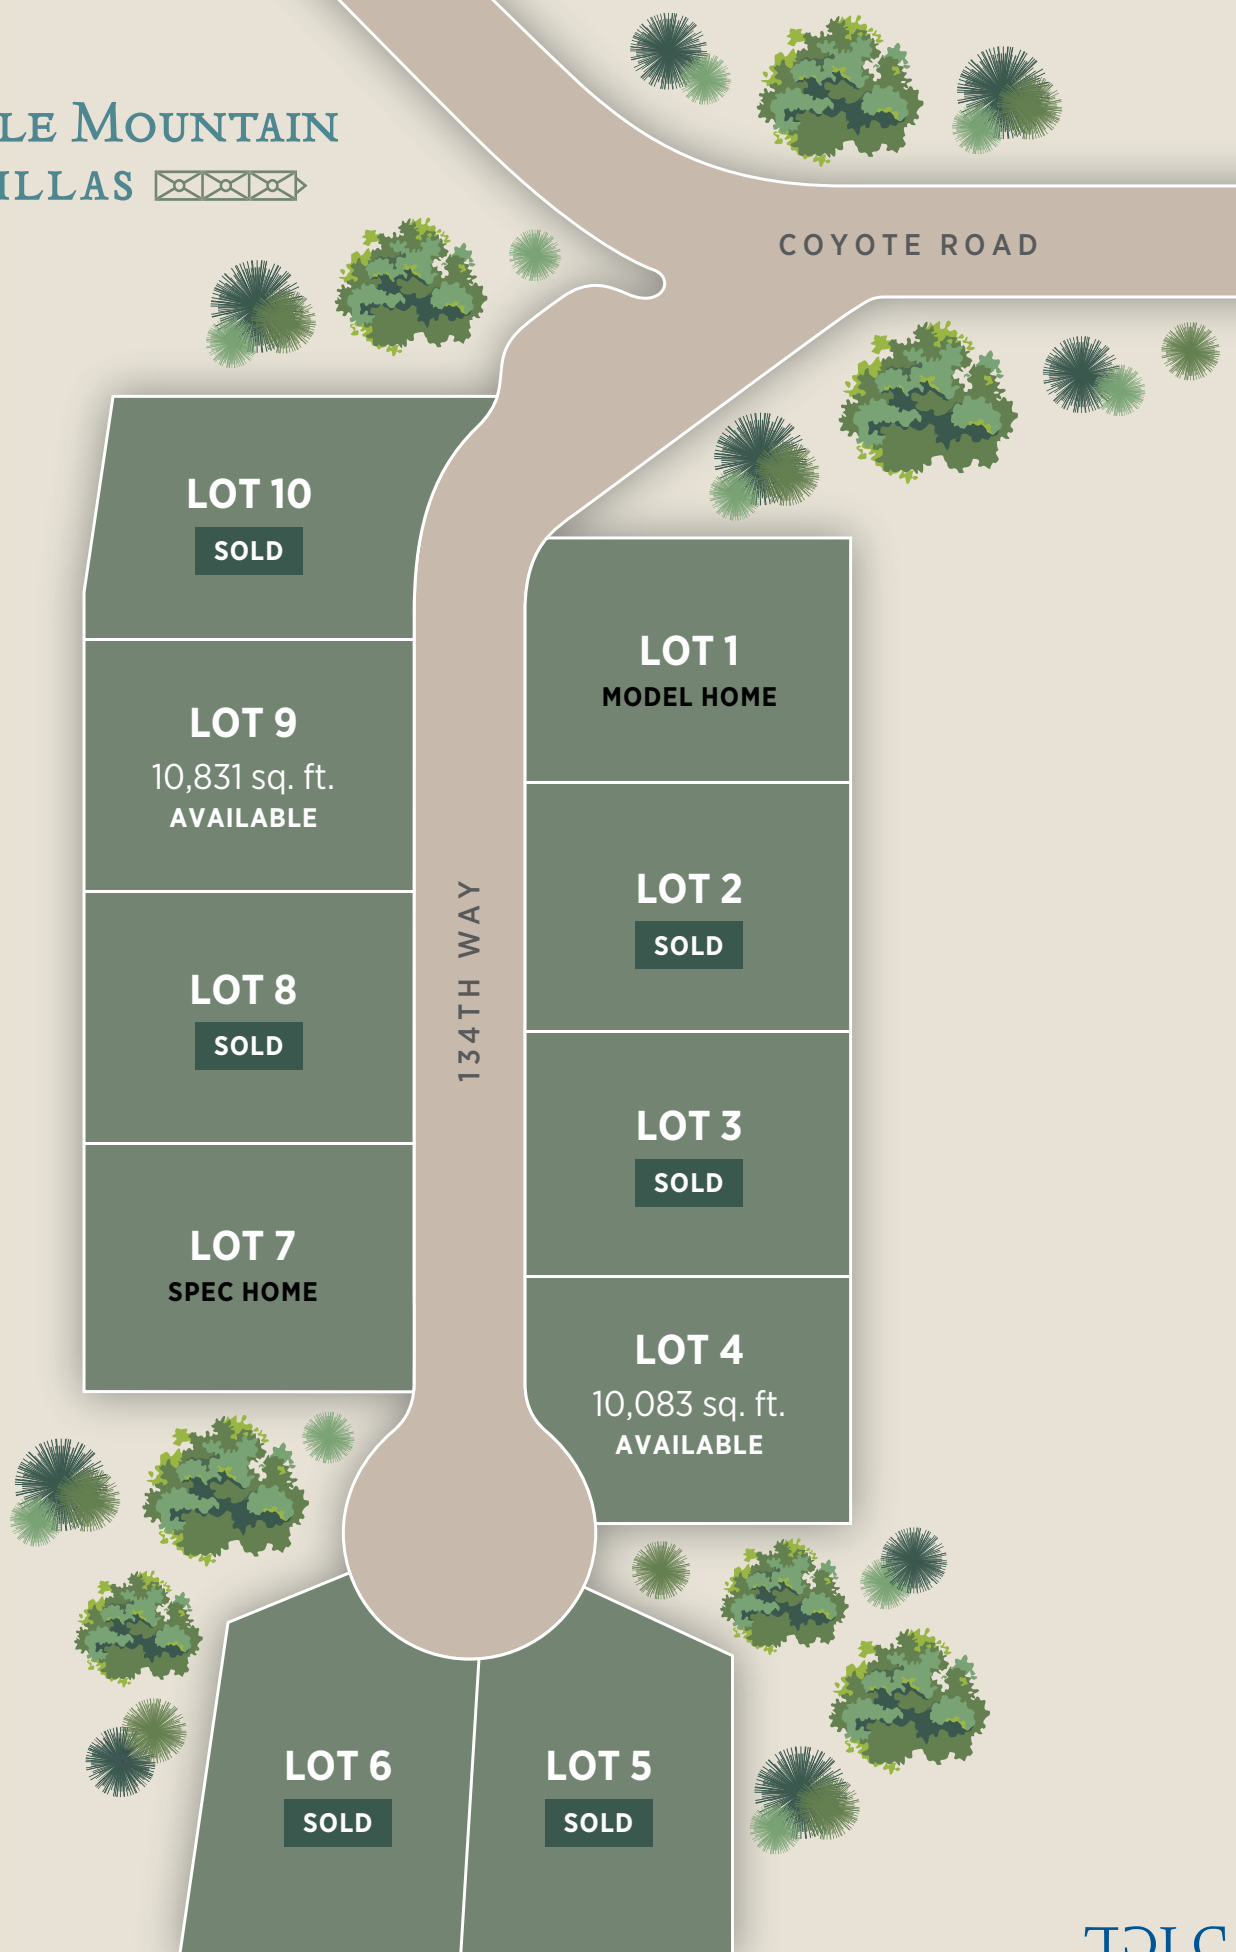 LE MOUNTAIN
ILLAS
COYOTE ROAD
LOT 10
SOLD
LOT 1
MODEL HOME
LOT 9
10,831 sq. ft.
AVAILABLE
LOT 2
SOLD
134TH WAY
LOT 8
SOLD
LOT 3
SOLD
LOT 7
SPEC HOME
LOT 4
10,083 sq. ft.
AVAILABLE
LOT 6
SOLD
LOT 5
SOLD